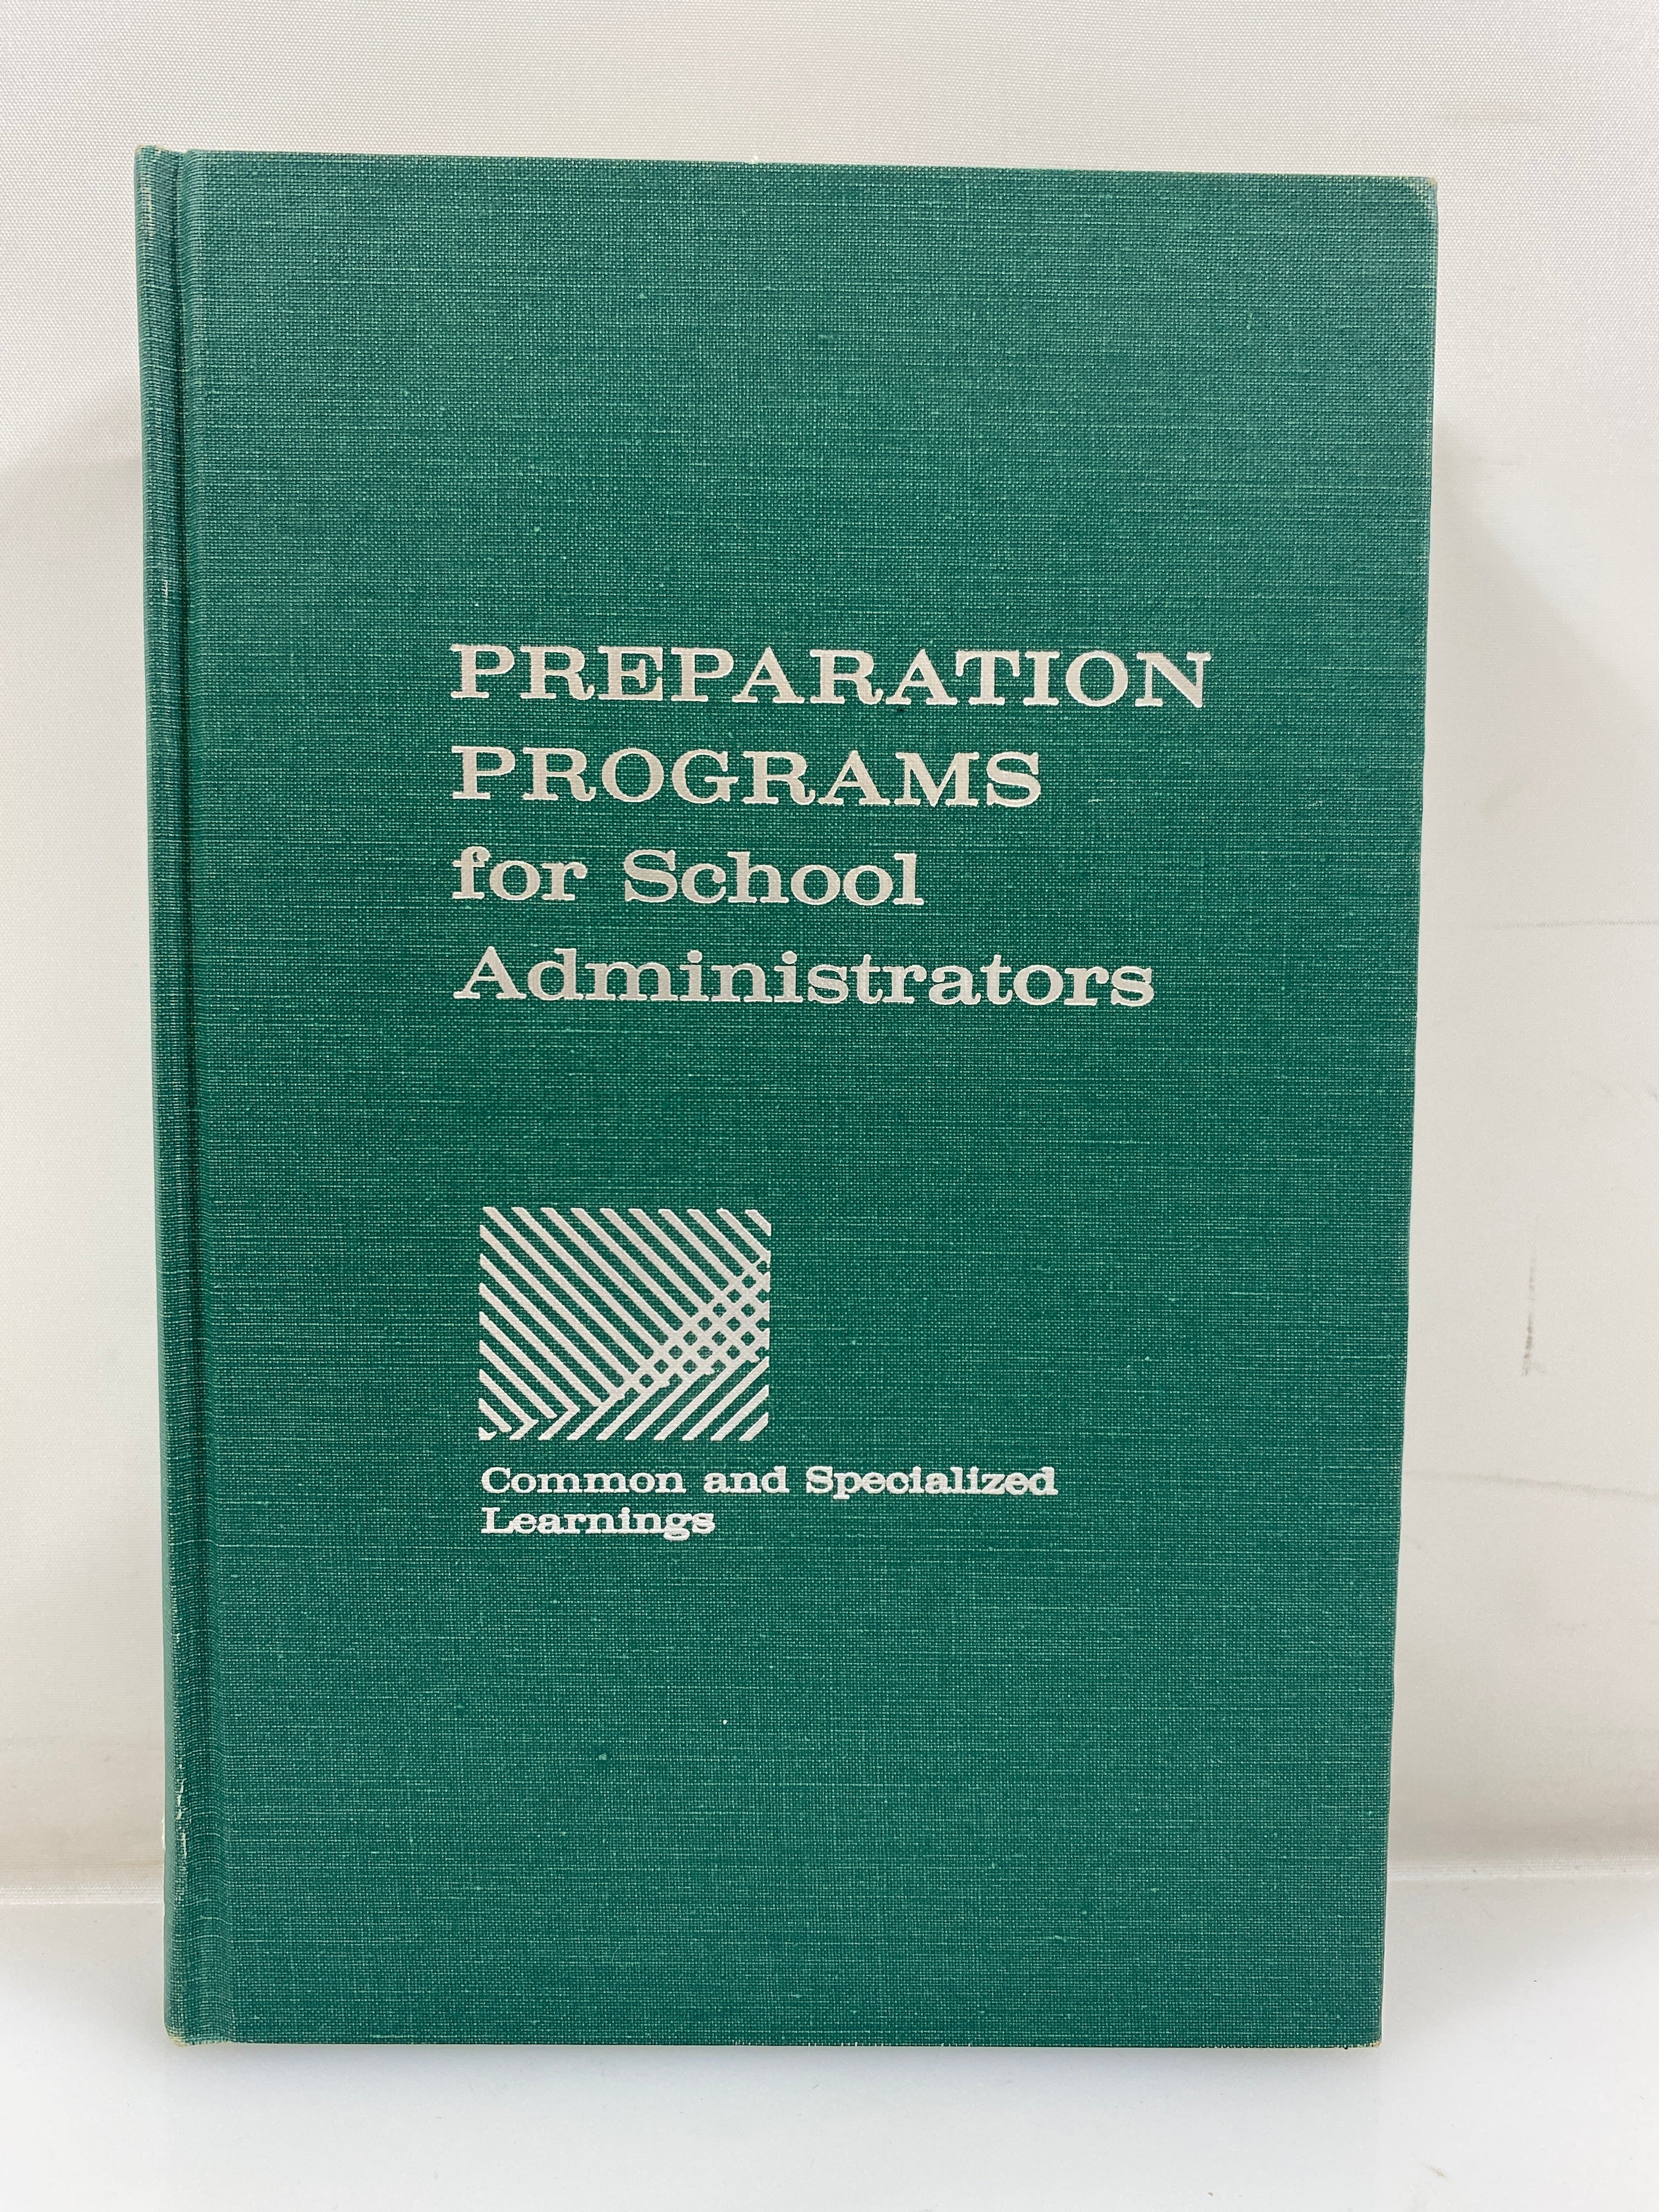 PREPARATION
PROGRAMS
for School
Administrators
Common and Specialized
Learnings